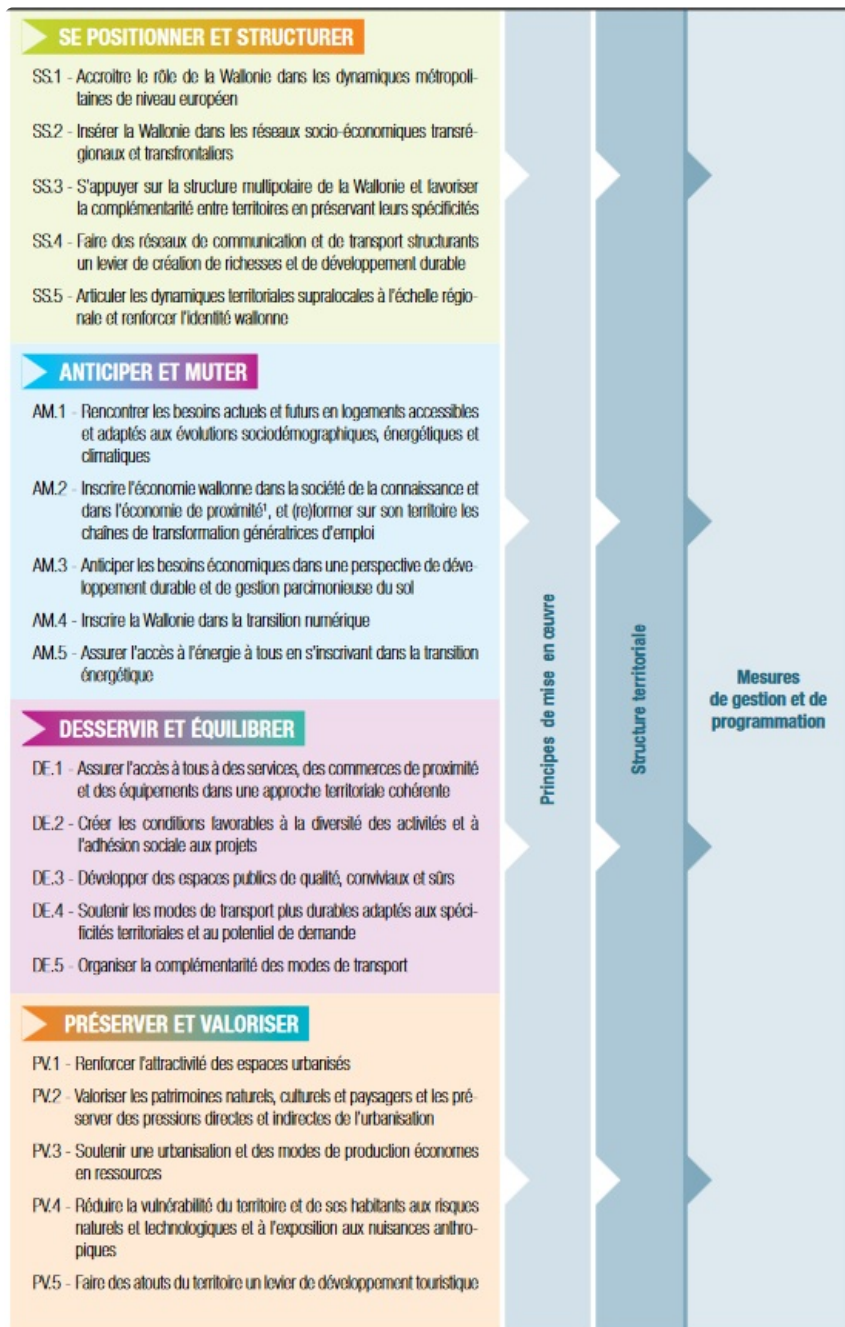 SE POSITIONNER ET STRUCTURER
SS.1 - Accroitre le rôle de la Wallonie dans les dynamiques métropoli-
taines de niveau européen
SS.2 - Insérer la Wallonie dans les réseaux socio-économiques transré-
gionaux et transfrontaliers
SS.3 - S'appuyer sur la structure multipolaire de la Wallonie et favoriser
la complémentarité entre territoires en préservant leurs spécificités
SS.4 - Faire des réseaux de communication et de transport structurants
un levier de création de richesses et de développement durable
SS.5 - Articuler les dynamiques territoriales supralocales à l'échelle régio-
nale et renforcer l'identité wallonne
ANTICIPER ET MUTER
AM.1 - Rencontrer les besoins actuels et futurs en logements accessibles
et adaptés aux évolutions sociodémographiques, énergétiques et
climatiques
AM.2 - Inscrire l'économie wallonne dans la société de la connaissance et
dans l'économie de proximité¹, et (re)former sur son territoire les
chaînes de transformation génératrices d'emploi
AM.3 - Anticiper les besoins économiques dans une perspective de déve-
loppement durable et de gestion parcimonieuse du sol
AM.4 - Inscrire la Wallonie dans la transition numérique
AM.5 - Assurer l'accès à l'énergie à tous en s'inscrivant dans la transition
énergétique
DESSERVIR ET ÉQUILIBRER
DE.1 - Assurer l'accès à tous à des services, des commerces de proximité
et des équipements dans une approche territoriale cohérente
DE.2 - Créer les conditions favorables à la diversité des activités et à
l'adhésion sociale aux projets
DE.3 - Développer des espaces publics de qualité, conviviaux et sûrs
DE.4 - Soutenir les modes de transport plus durables adaptés aux spéci-
ficités territoriales et au potentiel de demande
DE.5 - Organiser la complémentarité des modes de transport
PRÉSERVER ET VALORISER
PV.1 - Renforcer l'attractivité des espaces urbanisés
PV.2 - Valoriser les patrimoines naturels, culturels et paysagers et les pré-
server des pressions directes et indirectes de l'urbanisation
PV.3 - Soutenir une urbanisation et des modes de production économes
en ressources
PV.4 - Réduire la vulnérabilité du territoire et de ses habitants aux risques
naturels et technologiques et à l'exposition aux nuisances anthro-
piques
PV.5 - Faire des atouts du territoire un levier de développement touristique
Principes de mise en œuvre
Structure territoriale
Mesures
de gestion et de
programmation